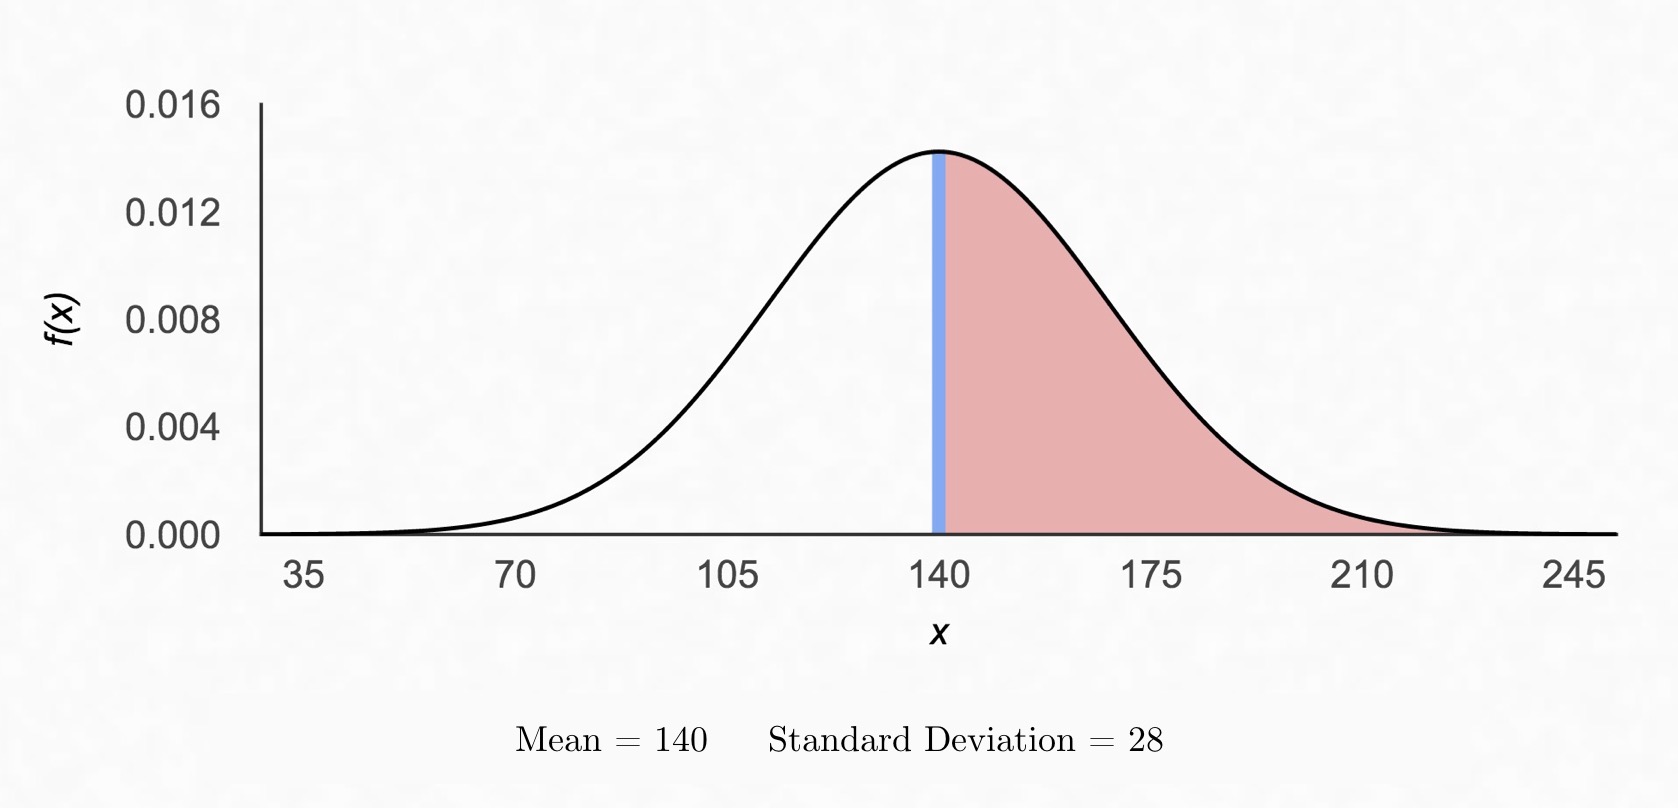 0.016
0.012
0.008
0.004
0.000
f(x)
35 70 105 140 175 210 245
x
Mean = 140 Standard Deviation = 28